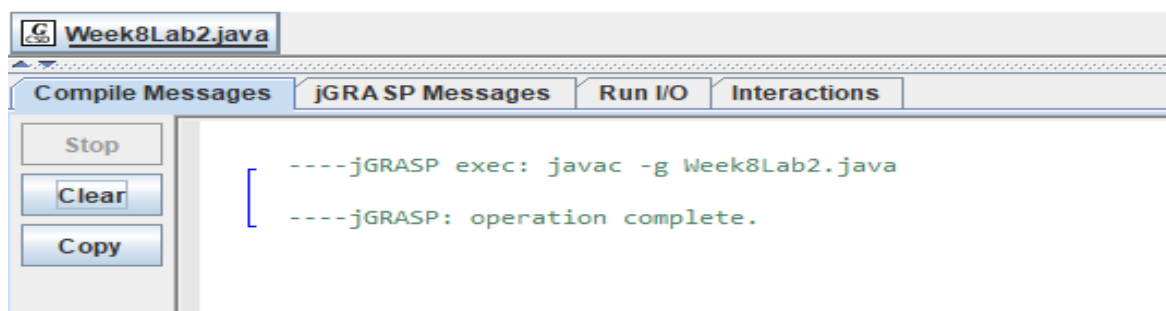 G
CSD
Week8Lab2.java
Compile Messages
jGRASP Messages
Run I/O
Interactions
Stop
----jGRASP exec: javac -g Week8Lab2.java
Clear
----jGRASP: operation complete.
Copy